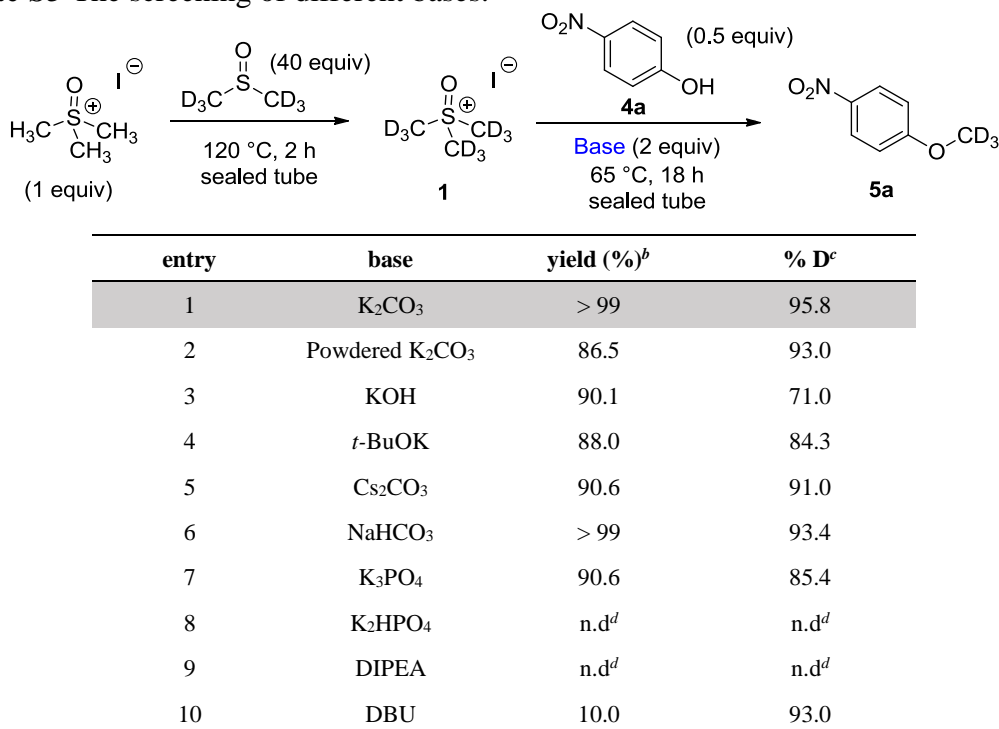 S3 The screening of different bases.
O
S
D3C CD3
(40 equiv)
120 °C, 2 h
sealed tube
O
S
H3C CH3
CH3
⊕
I ⊖
(1 equiv)
O
S
D3C CD3
CD3
⊕
I ⊖
1
O2N
OH
4a
(0.5 equiv)
Base (2 equiv)
65 °C, 18 h
sealed tube
O2N
O CD3
5a
entry base yield (%)b % Dc
1 K2CO3 > 99 95.8
2 Powdered K2CO3 86.5 93.0
3 KOH 90.1 71.0
4 t-BuOK 88.0 84.3
5 Cs2CO3 90.6 91.0
6 NaHCO3 > 99 93.4
7 K3PO4 90.6 85.4
8 K2HPO4 n.dd n.dd
9 DIPEA n.dd n.dd
10 DBU 10.0 93.0